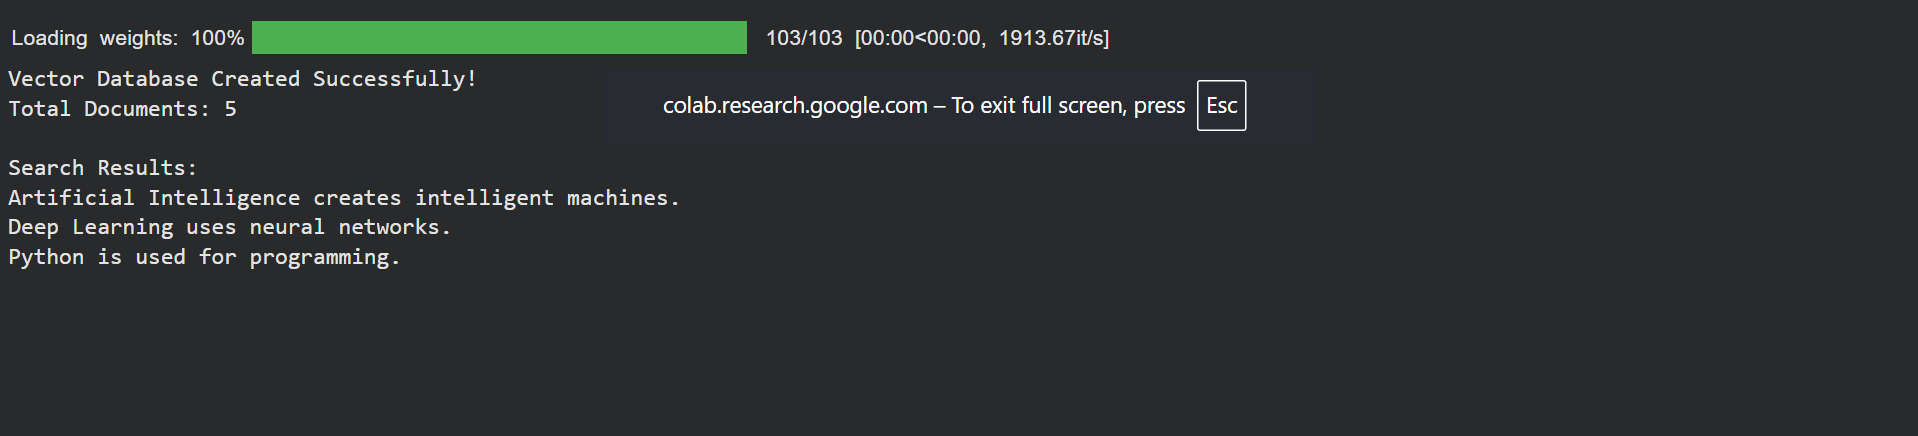 Loading weights: 100% 103/103 [00:00<00:00, 1913.67it/s]
Vector Database Created Successfully!
Total Documents: 5
colab.research.google.com – To exit full screen, press Esc
Search Results:
Artificial Intelligence creates intelligent machines.
Deep Learning uses neural networks.
Python is used for programming.